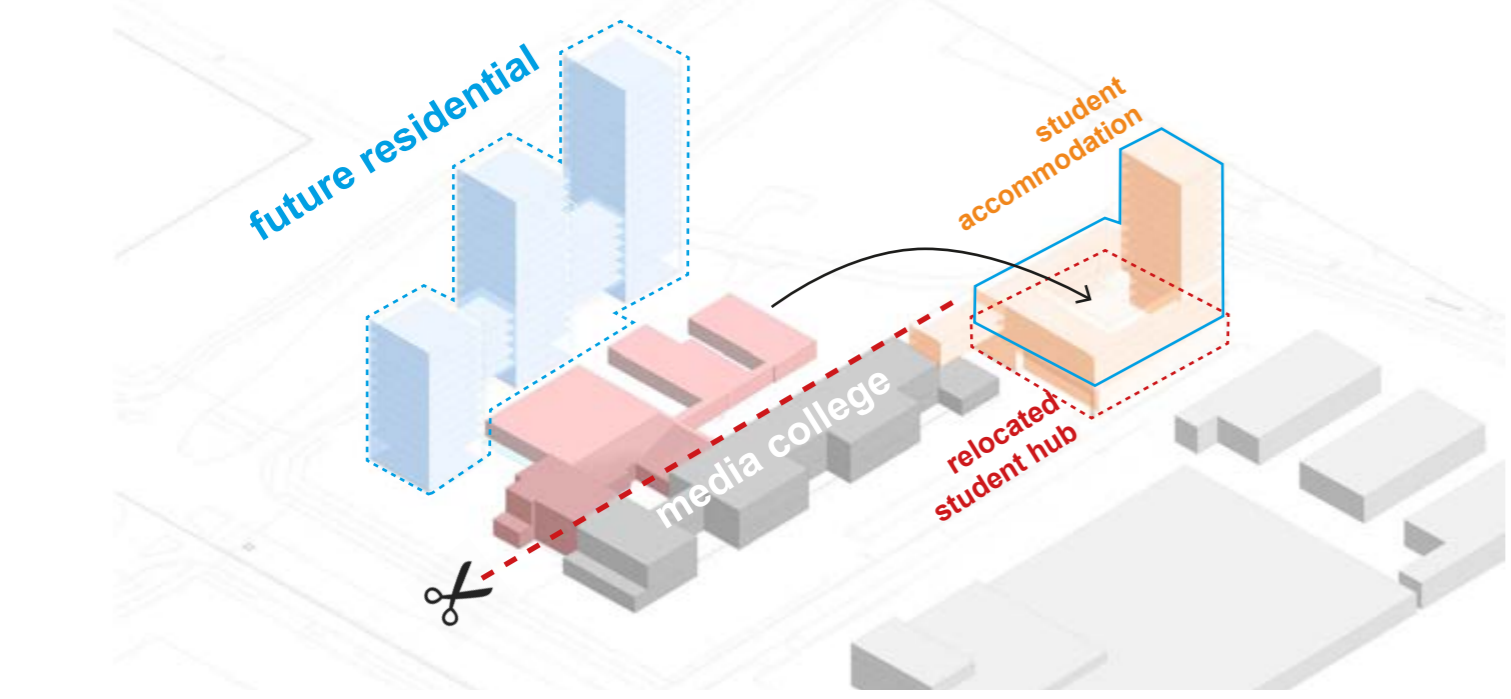 future residential
student
accommodation
media college
relocated
student hub